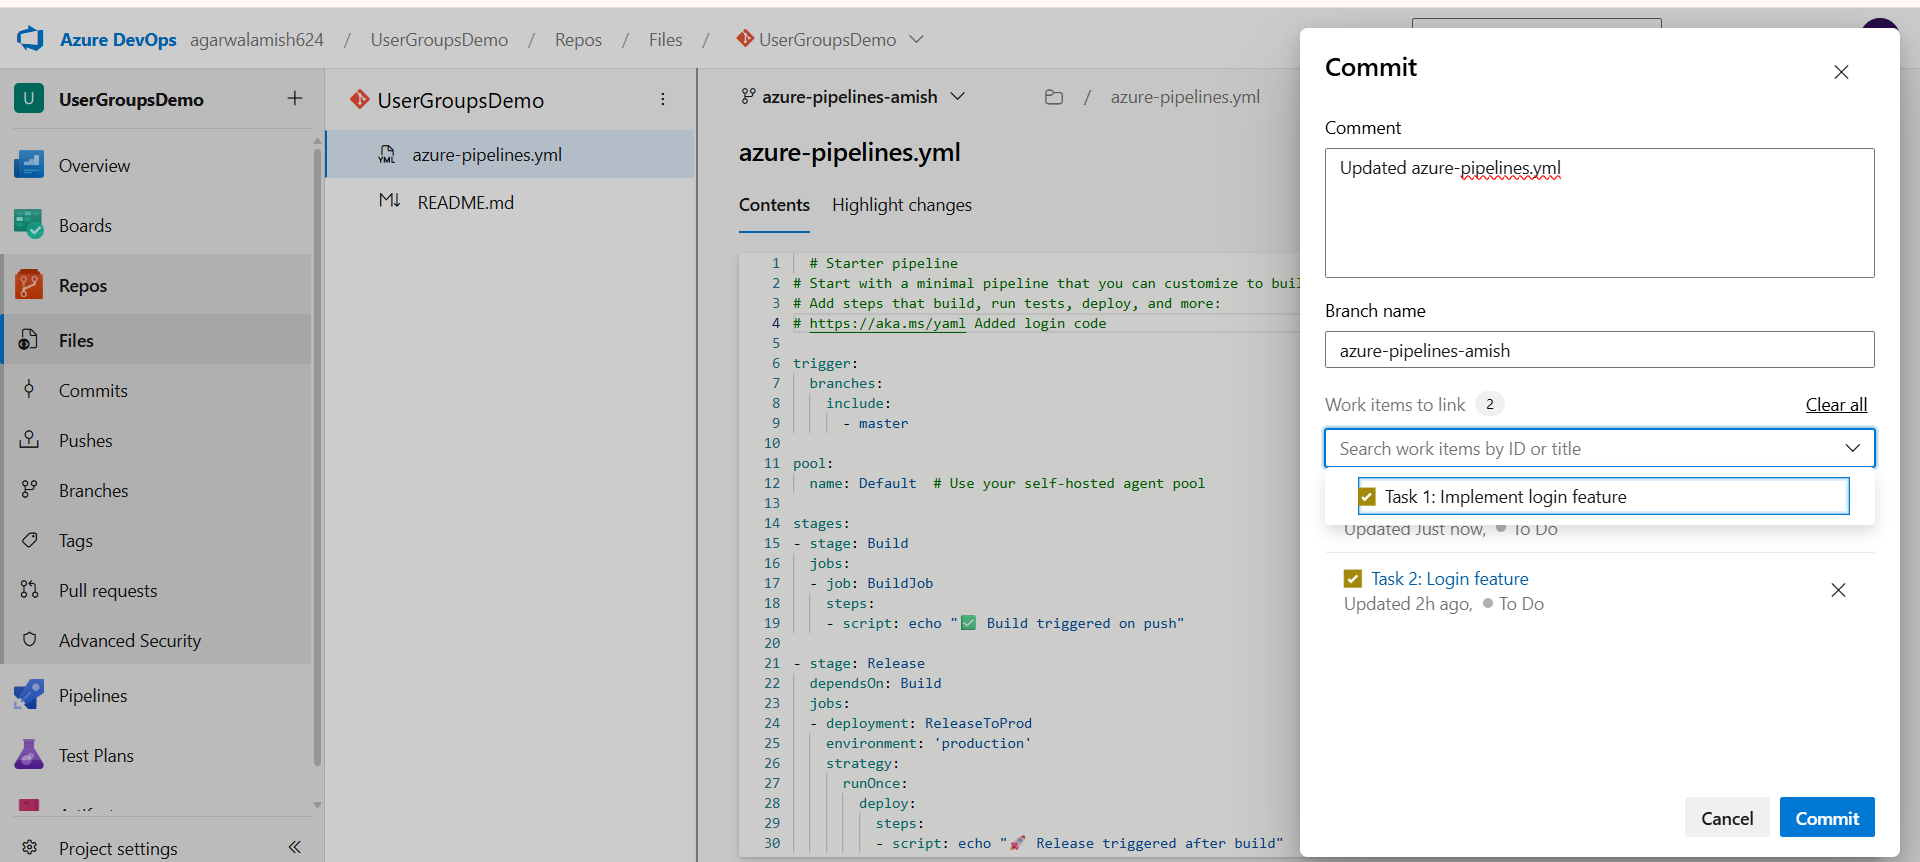 Azure DevOps agarwalamish624 / UserGroupsDemo / Repos / Files / UserGroupsDemo
U UserGroupsDemo +
Overview
Boards
Repos
Files
Commits
Pushes
Branches
Tags
Pull requests
Advanced Security
Pipelines
Test Plans
Project settings
UserGroupsDemo
YML azure-pipelines.yml
M↓ README.md
azure-pipelines-amish / azure-pipelines.yml
azure-pipelines.yml
Contents Highlight changes
1 # Starter pipeline
2 # Start with a minimal pipeline that you can customize to
3 # Add steps that build, run tests, deploy, and more:
4 # https://aka.ms/yaml Added login code
5
6 trigger:
7 branches:
8 include:
9 - master
10
11 pool:
12 name: Default # Use your self-hosted agent pool
13
14 stages:
15 - stage: Build
16 jobs:
17 - job: BuildJob
18 steps:
19 - script: echo "✅ Build triggered on push"
20
21 - stage: Release
22 dependsOn: Build
23 jobs:
24 - deployment: ReleaseToProd
25 environment: 'production'
26 strategy:
27 runOnce:
28 deploy:
29 steps:
30 - script: echo "🚀 Release triggered after build"
Commit
Comment
Updated azure-pipelines.yml
Branch name
azure-pipelines-amish
Work items to link 2 Clear all
Search work items by ID or title
Task 1: Implement login feature
Updated Just now, To Do
Task 2: Login feature
Updated 2h ago, To Do
Cancel Commit